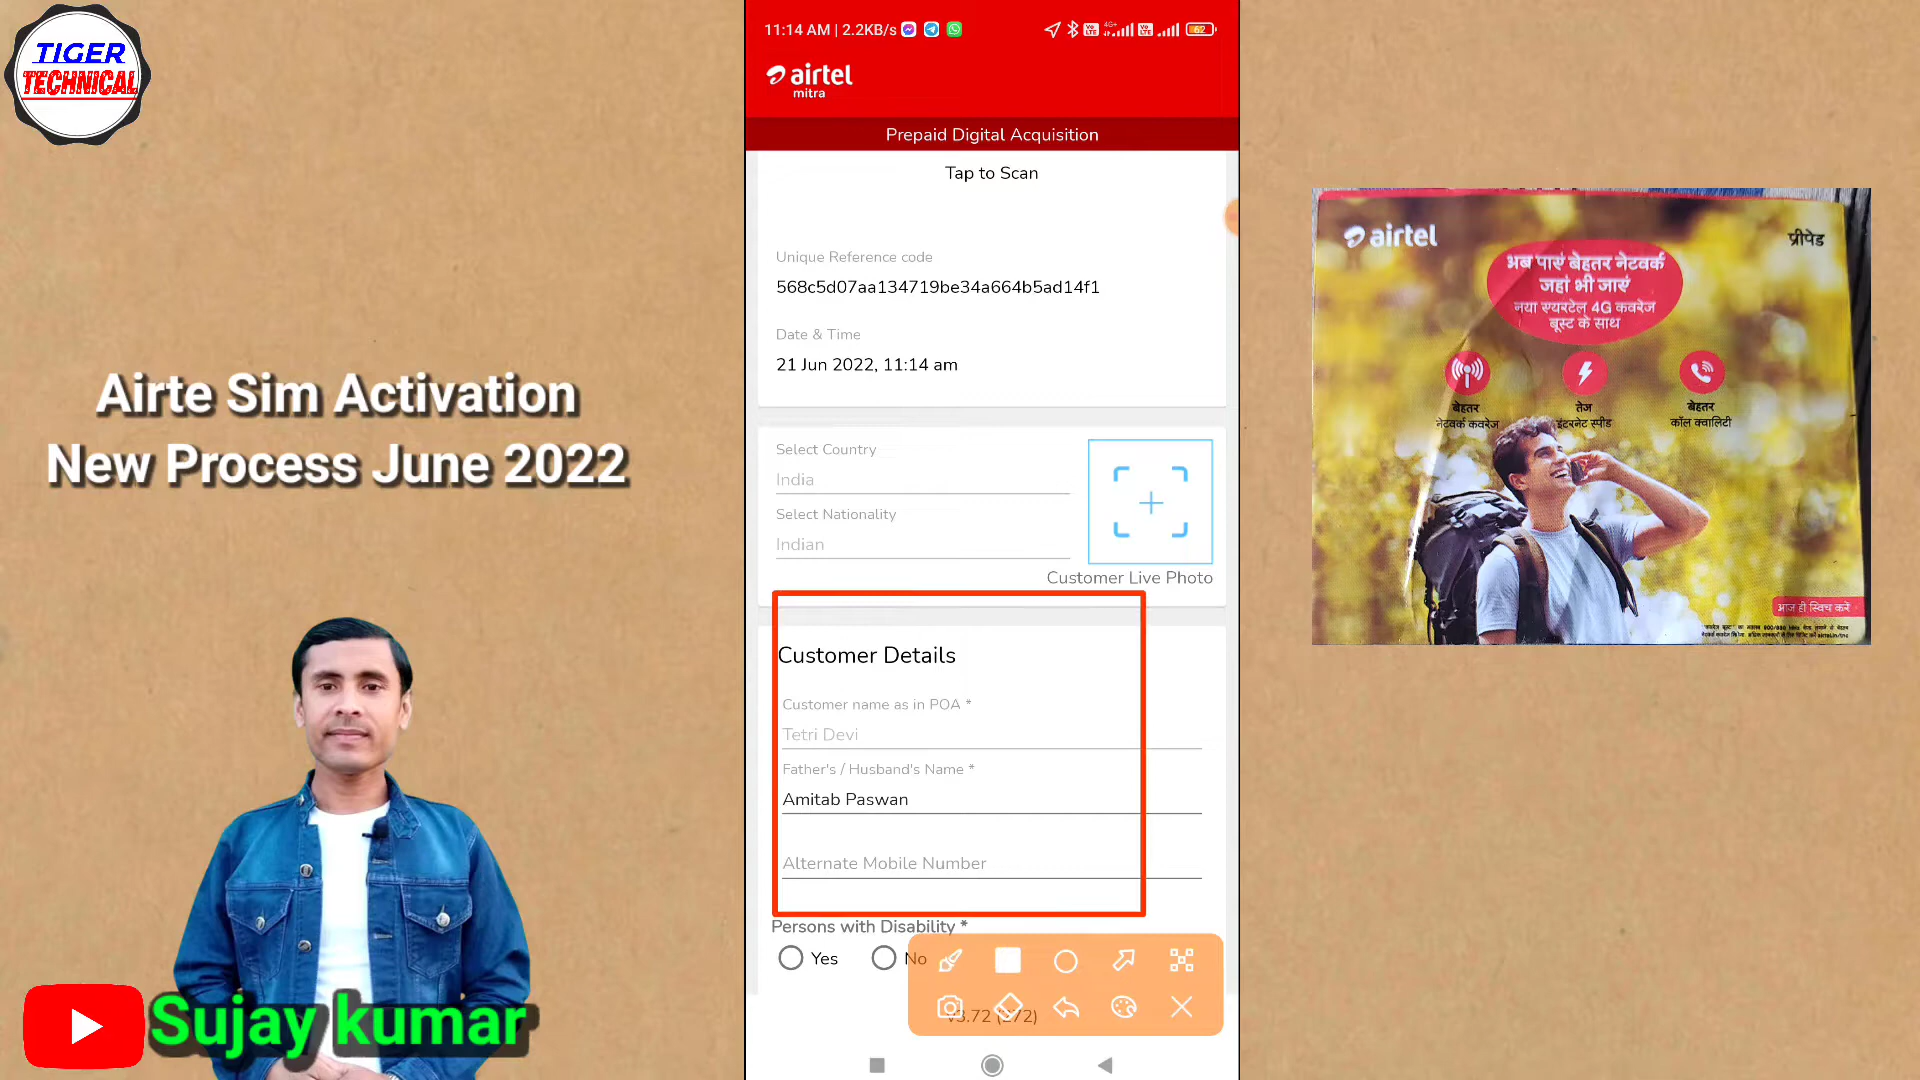 TIGER
TECHNICAL
Airte Sim Activation
New Process June 2022
Sujay kumar
11:14 AM | 2.2KB/s
62
airtel
mitra
Prepaid Digital Acquisition
Tap to Scan
Unique Reference code
568c5d07aa134719be34a664b5ad14f1
Date & Time
21 Jun 2022, 11:14 am
Select Country
India
Select Nationality
Indian
Customer Live Photo
Customer Details
Customer name as in POA *
Tetri Devi
Father's / Husband's Name *
Amitab Paswan
Alternate Mobile Number
Persons with Disability *
Yes
No
airtel
प्रीपेड
अब पाएं बेहतर नेटवर्क
जहां भी जाएं
नया एयरटेल 4G कवरेज
बूस्ट के साथ
बेहतर
नेटवर्क कवरेज
तेज
इंटरनेट स्पीड
बेहतर
कॉल क्वालिटी
आज ही स्विच करें